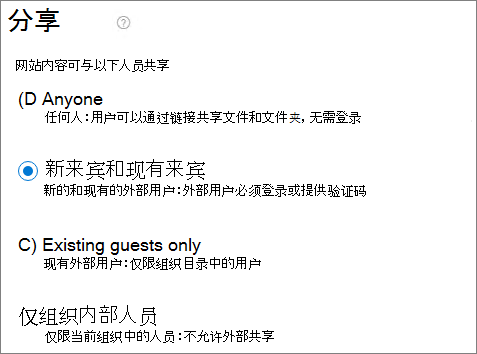 分享
?
网站内容可与以下人员共享
(D Anyone
任何人:用户可以通过链接共享文件和文件夹,无需登录
新来宾和现有来宾
新的和现有的外部用户:外部用户必须登录或提供验证码
C) Existing guests only
现有外部用户:仅限组织目录中的用户
仅组织内部人员
仅限当前组织中的人员:不允许外部共享